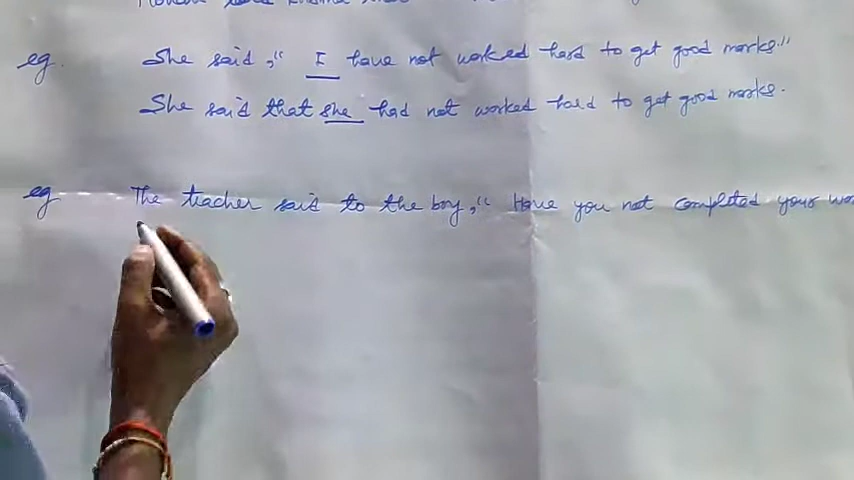 said
eg. She said, " I have not worked hard to get good marks."
She said that she had not worked hard to get good marks.
eg The teacher said to the boy, " Have you not completed your